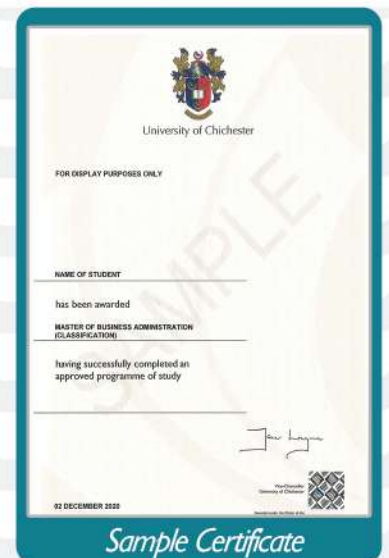 University of Chichester
FOR DISPLAY PURPOSES ONLY
SAMPLE
NAME OF STUDENT
has been awarded
MASTER OF BUSINESS ADMINISTRATION
(CLASSIFICATION)
having successfully completed an
approved programme of study
Vice-Chancellor
University of Chichester
02 DECEMBER 2020
Sample Certificate